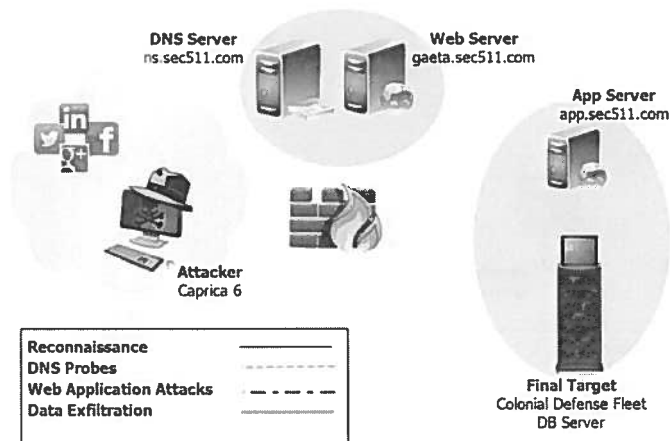 DNS Server
ns.sec511.com
Web Server
gaeta.sec511.com
App Server
app.sec511.com
in
f
g+
Attacker
Caprica 6
Reconnaissance
DNS Probes
Web Application Attacks
Data Exfiltration
Final Target
Colonial Defense Fleet
DB Server